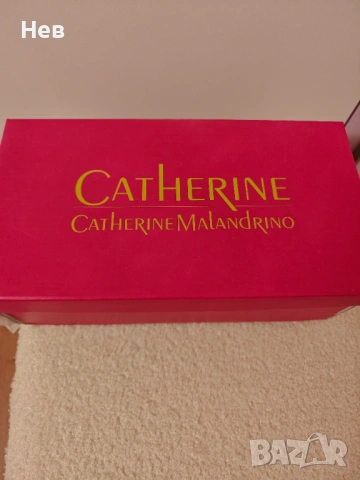 Нев
CATHERINE
CATHERINE MALANDRINO
BAZAR